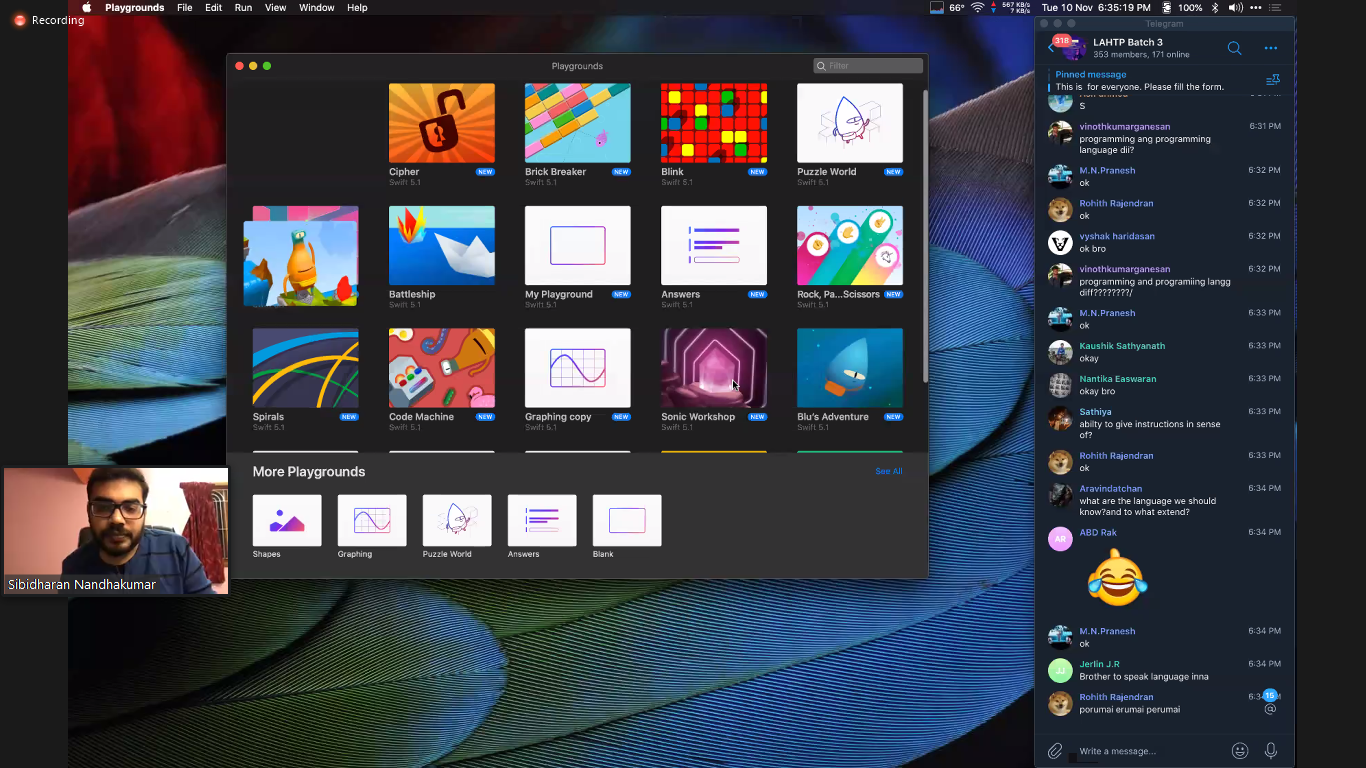 Recording
Playgrounds File Edit Run View Window Help
66° 567 KB/s 7 KB/s 100% Tue 10 Nov 6:35:19 PM
Playgrounds
Filter
Cipher NEW
Swift 5.1
Brick Breaker NEW
Swift 5.1
Blink NEW
Swift 5.1
Puzzle World NEW
Swift 5.1
Battleship NEW
Swift 5.1
My Playground NEW
Swift 5.1
Answers NEW
Swift 5.1
Rock, Pa...Scissors NEW
Swift 5.1
Spirals NEW
Swift 5.1
Code Machine NEW
Swift 5.1
Graphing copy NEW
Swift 5.1
Sonic Workshop NEW
Swift 5.1
Blu's Adventure NEW
Swift 5.1
More Playgrounds
See All
Shapes
Graphing
Puzzle World
Answers
Blank
Sibidharan Nandhakumar
Telegram
318
LAHTP Batch 3
353 members, 171 online
Pinned message
This is for everyone. Please fill the form.
S
vinothkumarganesan 6:31 PM
programming ang programming
language dii?
M.N.Pranesh 6:32 PM
ok
Rohith Rajendran 6:32 PM
ok
vyshak haridasan 6:32 PM
ok bro
vinothkumarganesan 6:32 PM
programming and programiing langg
diff????????/
M.N.Pranesh 6:33 PM
ok
Kaushik Sathyanath 6:33 PM
okay
Nantika Easwaran 6:33 PM
okay bro
Sathiya 6:33 PM
abilty to give instructions in sense
of?
Rohith Rajendran 6:33 PM
ok
Aravindatchan 6:34 PM
what are the language we should
know?and to what extend?
AR
ABD Rak 6:34 PM
M.N.Pranesh 6:34 PM
ok
JJ
Jerlin J.R 6:34 PM
Brother to speak language inna
Rohith Rajendran
porumai erumai perumai
15
@
Write a message...